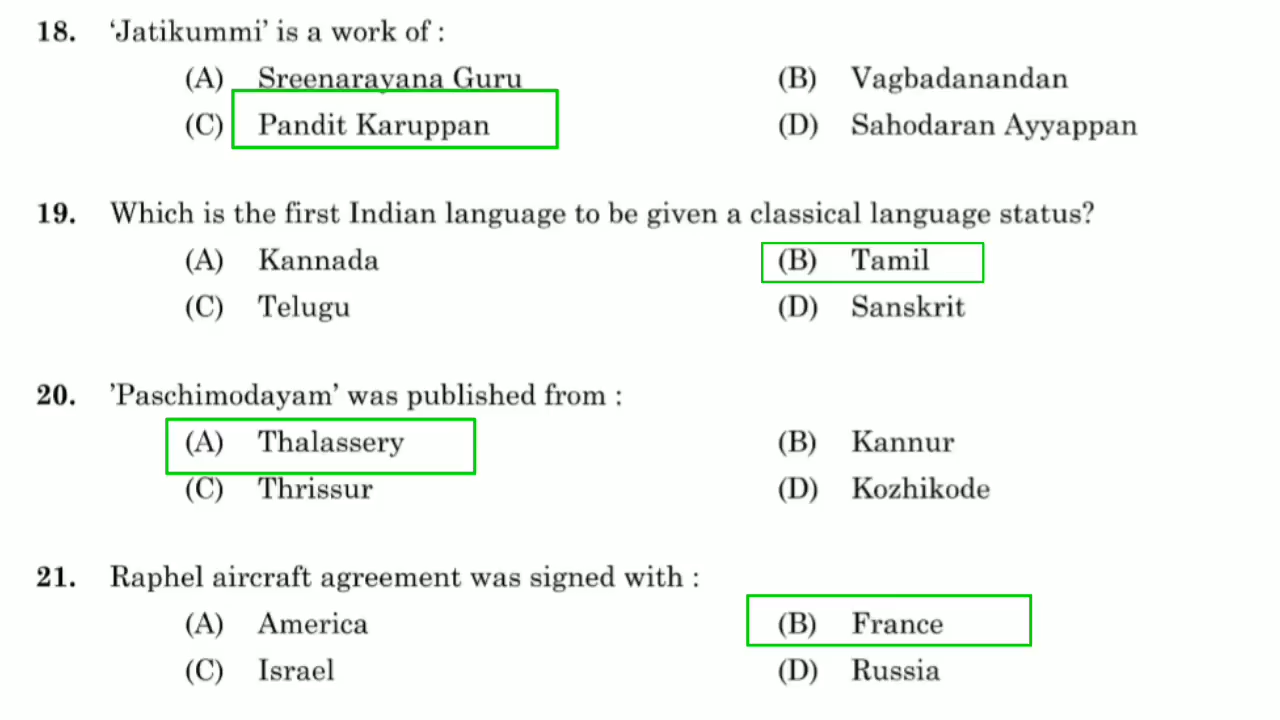 18. ‘Jatikummi’ is a work of :
(A) Sreenarayana Guru (B) Vagbadanandan
(C) Pandit Karuppan (D) Sahodaran Ayyappan
19. Which is the first Indian language to be given a classical language status?
(A) Kannada (B) Tamil
(C) Telugu (D) Sanskrit
20. ’Paschimodayam’ was published from :
(A) Thalassery (B) Kannur
(C) Thrissur (D) Kozhikode
21. Raphel aircraft agreement was signed with :
(A) America (B) France
(C) Israel (D) Russia